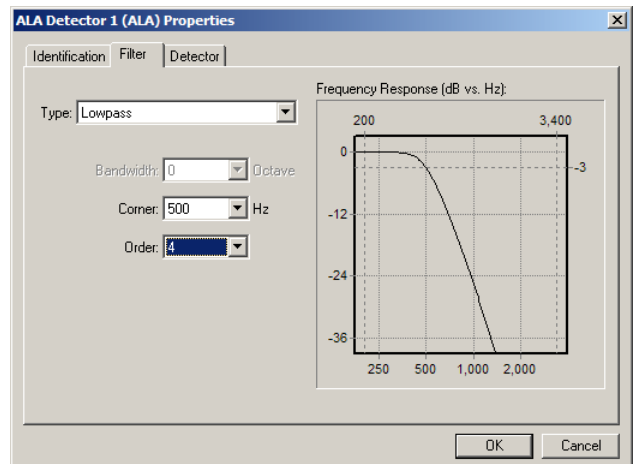 ALA Detector 1 (ALA) Properties
Identification Filter Detector
Type: Lowpass
Bandwidth: 0 Octave
Corner: 500 Hz
Order: 4
Frequency Response (dB vs. Hz):
200 3,400
0 -3
-12
-24
-36
250 500 1,000 2,000
OK Cancel